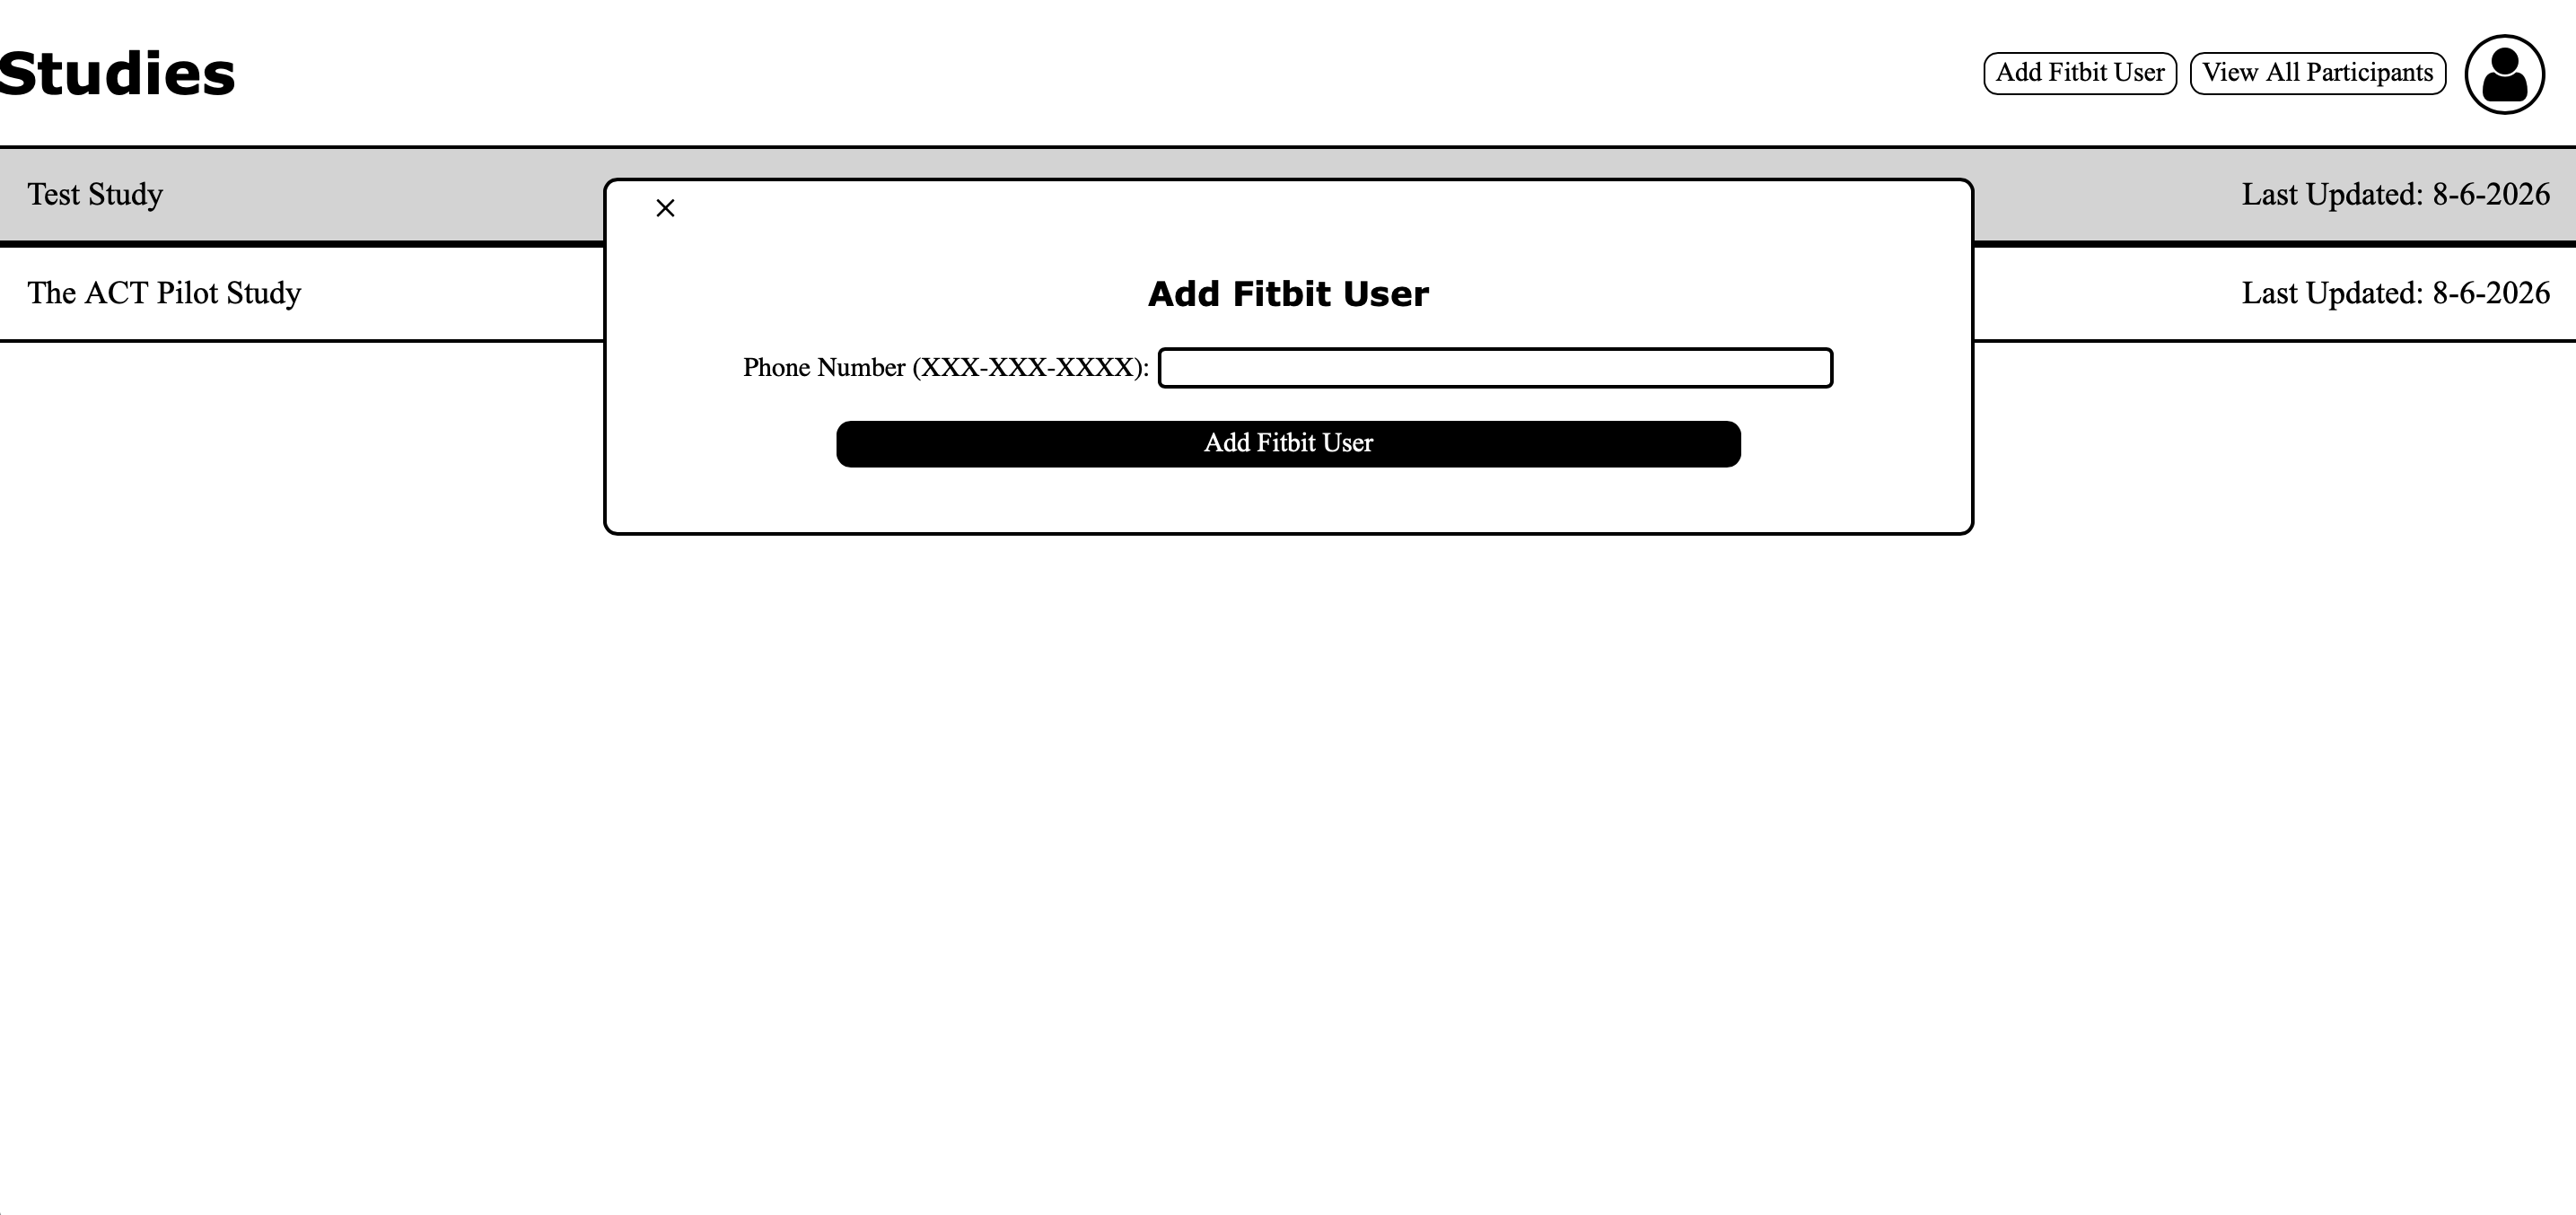 Studies
Add Fitbit User
View All Participants
Test Study
Last Updated: 8-6-2026
The ACT Pilot Study
Last Updated: 8-6-2026
Add Fitbit User
Phone Number (XXX-XXX-XXXX):
Add Fitbit User